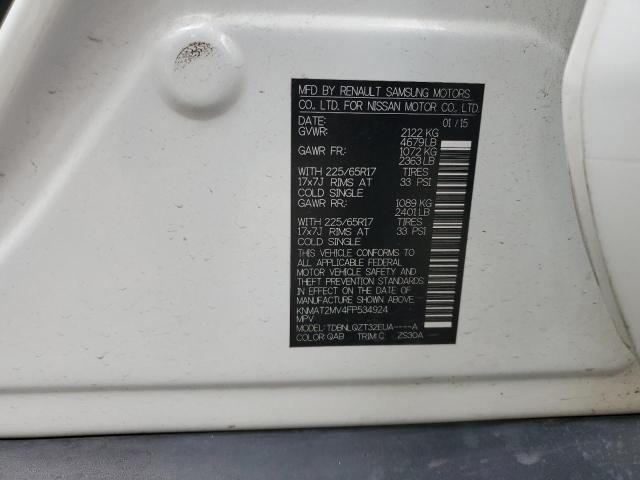 MFD BY RENAULT SAMSUNG MOTORS
CO., LTD. FOR NISSAN MOTOR CO., LTD.
DATE: 01 / 15
GVWR: 2122 KG
4679LB
GAWR FR: 1072 KG
2363LB
WITH 225/65R17 TIRES
17x7J RIMS AT 33 PSI
COLD SINGLE
GAWR RR.: 1089 KG
2401LB
WITH 225/65R17 TIRES
17x7J RIMS AT 33 PSI
COLD SINGLE
THIS VEHICLE CONFORMS TO
ALL APPLICABLE FEDERAL
MOTOR VEHICLE SAFETY AND
THEFT PREVENTION STANDARDS
IN EFFECT ON THE DATE OF
MANUFACTURE SHOWN ABOVE.
KNMAT2MV4FP534924
MPV
MODEL: TDBNLQZT32EUA----A
COLOR: QAB TRIM: C ZS30A